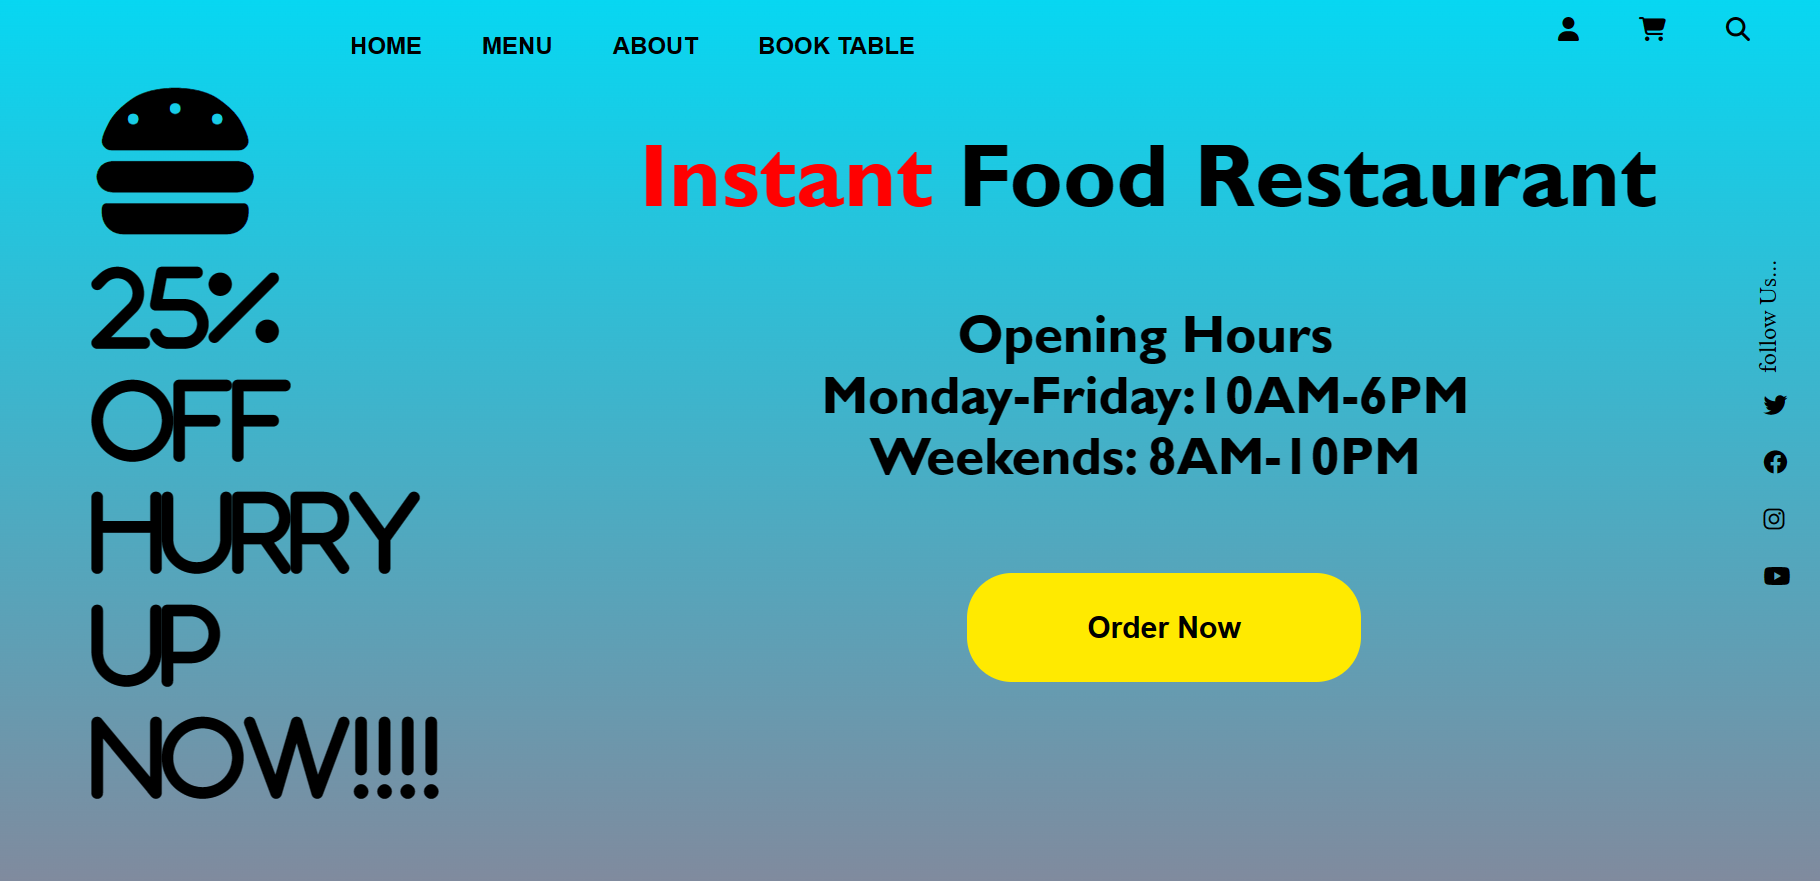 HOME MENU ABOUT BOOK TABLE
Instant Food Restaurant
25%
OFF
HURRY
UP
NOW!!!!
Opening Hours
Monday-Friday:10AM-6PM
Weekends: 8AM-10PM
Order Now
follow Us...